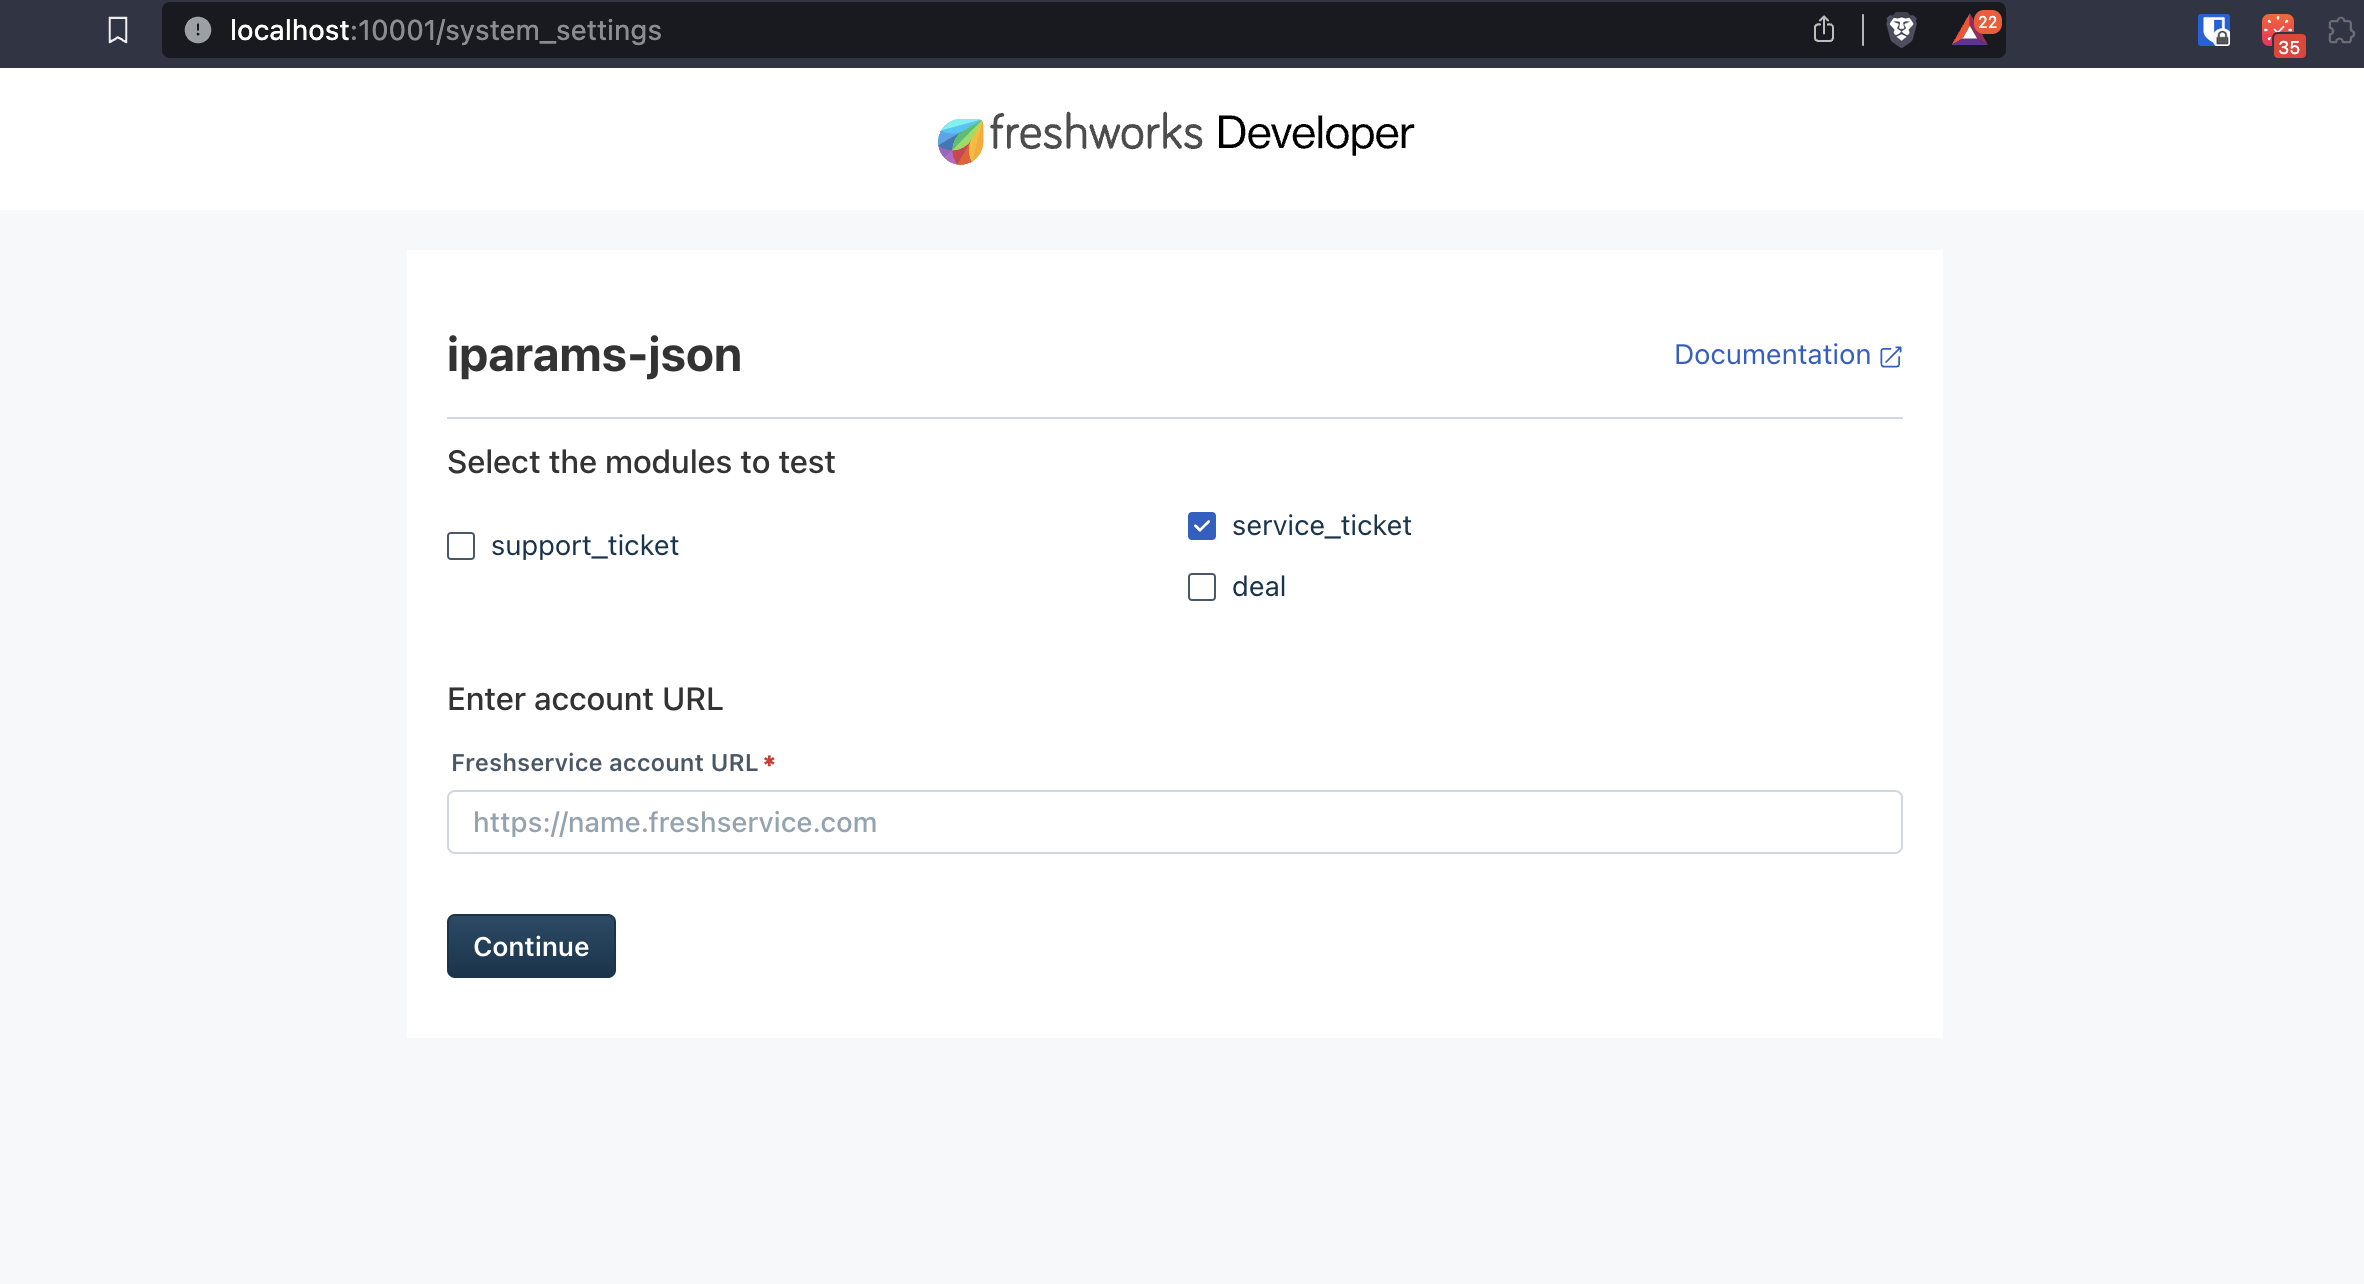 localhost:10001/system_settings
22
35
freshworks Developer
iparams-json
Documentation
Select the modules to test
support_ticket
service_ticket
deal
Enter account URL
Freshservice account URL *
https://name.freshservice.com
Continue